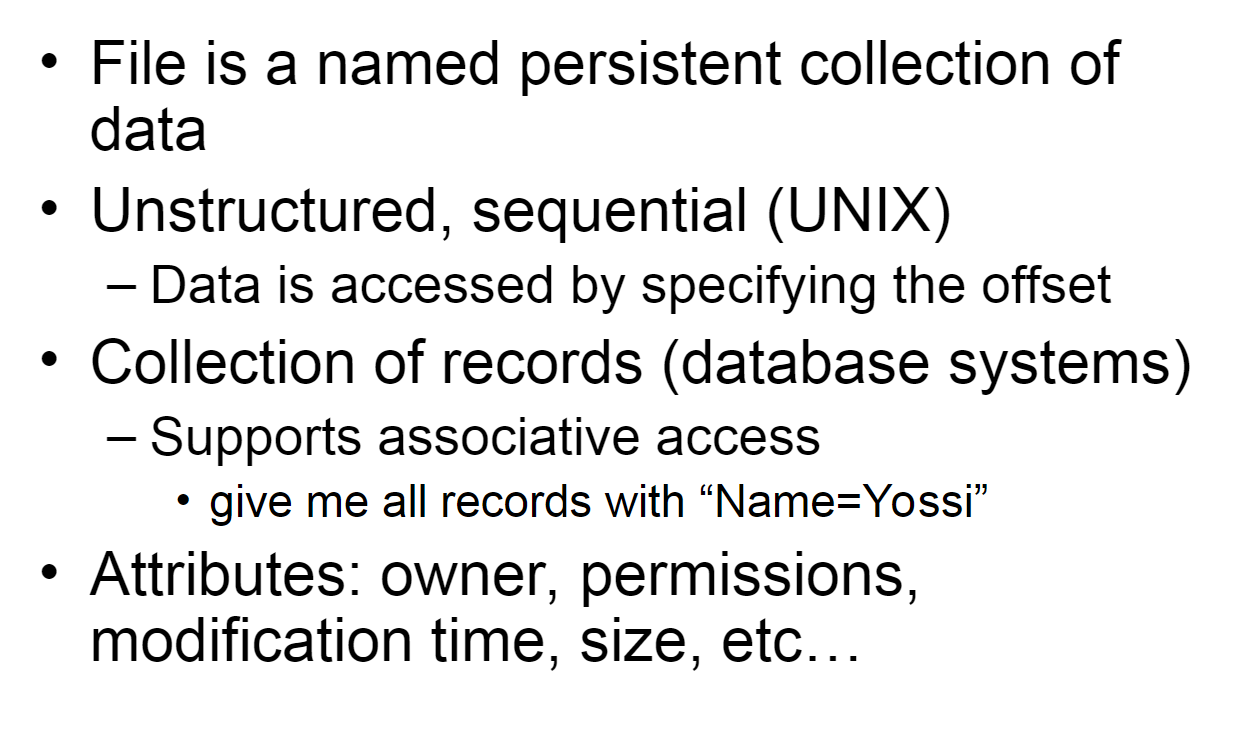 • File is a named persistent collection of
data
• Unstructured, sequential (UNIX)
– Data is accessed by specifying the offset
• Collection of records (database systems)
– Supports associative access
• give me all records with “Name=Yossi”
• Attributes: owner, permissions,
modification time, size, etc…